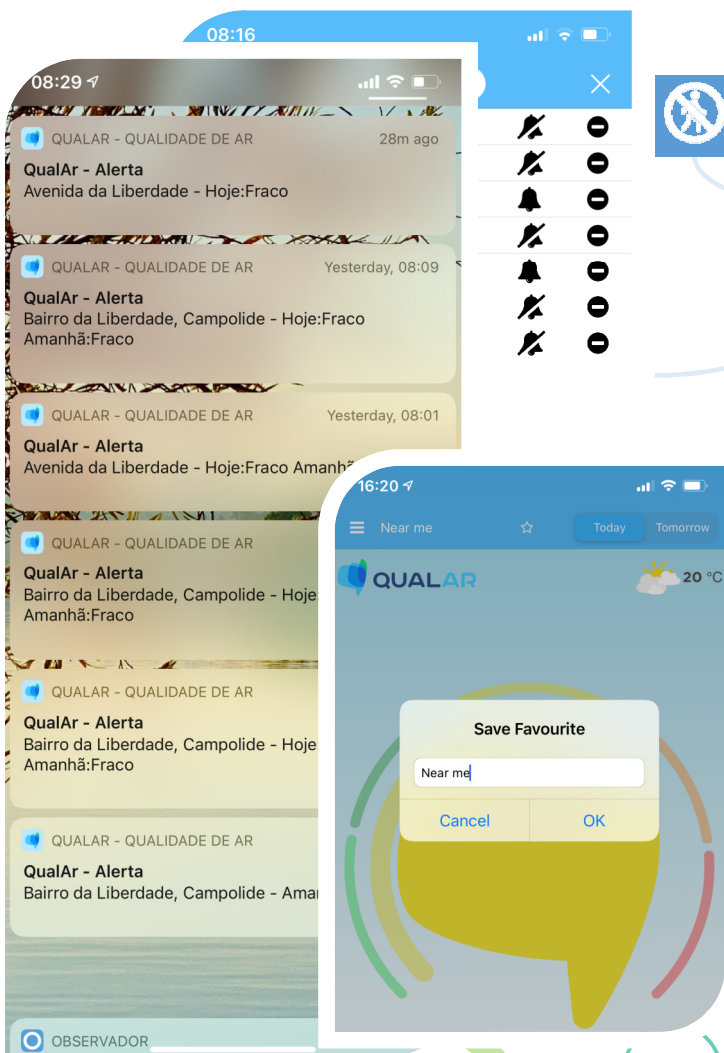 08:16
08:29
QUALAR - QUALIDADE DE AR 28m ago
QualAr - Alerta
Avenida da Liberdade - Hoje:Fraco
QUALAR - QUALIDADE DE AR Yesterday, 08:09
QualAr - Alerta
Bairro da Liberdade, Campolide - Hoje:Fraco
Amanhã:Fraco
QUALAR - QUALIDADE DE AR Yesterday, 08:01
QualAr - Alerta
Avenida da Liberdade - Hoje:Fraco Amanhã
QUALAR - QUALIDADE DE AR
QualAr - Alerta
Bairro da Liberdade, Campolide - Hoje
Amanhã:Fraco
QUALAR - QUALIDADE DE AR
QualAr - Alerta
Bairro da Liberdade, Campolide - Hoje
Amanhã:Fraco
QUALAR - QUALIDADE DE AR
QualAr - Alerta
Bairro da Liberdade, Campolide -
OBSERVADOR
16:20
Near me Today Tomorrow
QUALAR 20 °C
Save Favourite
Near me
Cancel OK